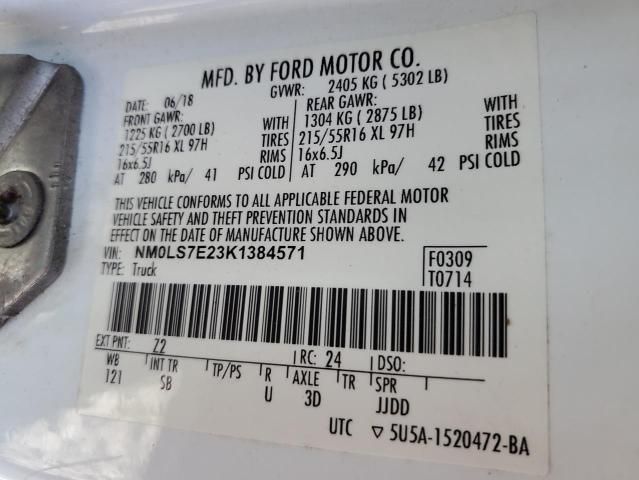 MFD. BY FORD MOTOR CO.
DATE: 06/18 GVWR: 2405 KG ( 5302 LB)
FRONT GAWR: REAR GAWR:
1225 KG ( 2700 LB) WITH 1304 KG ( 2875 LB) WITH
215/55R16 XL 97H TIRES 215/55R16 XL 97H TIRES
16x6.5J RIMS 16x6.5J RIMS
AT 280 kPa/ 41 PSI COLD AT 290 kPa/ 42 PSI COLD
THIS VEHICLE CONFORMS TO ALL APPLICABLE FEDERAL MOTOR
VEHICLE SAFETY AND THEFT PREVENTION STANDARDS IN
EFFECT ON THE DATE OF MANUFACTURE SHOWN ABOVE.
VIN: NM0LS7E23K1384571 F0309
TYPE: Truck T0714
EXT PNT: Z2 RC: 24 DSO:
WB INT TR TP/PS R AXLE TR SPR
121 SB U 3D JJDD
UTC ▽ 5U5A-1520472-BA